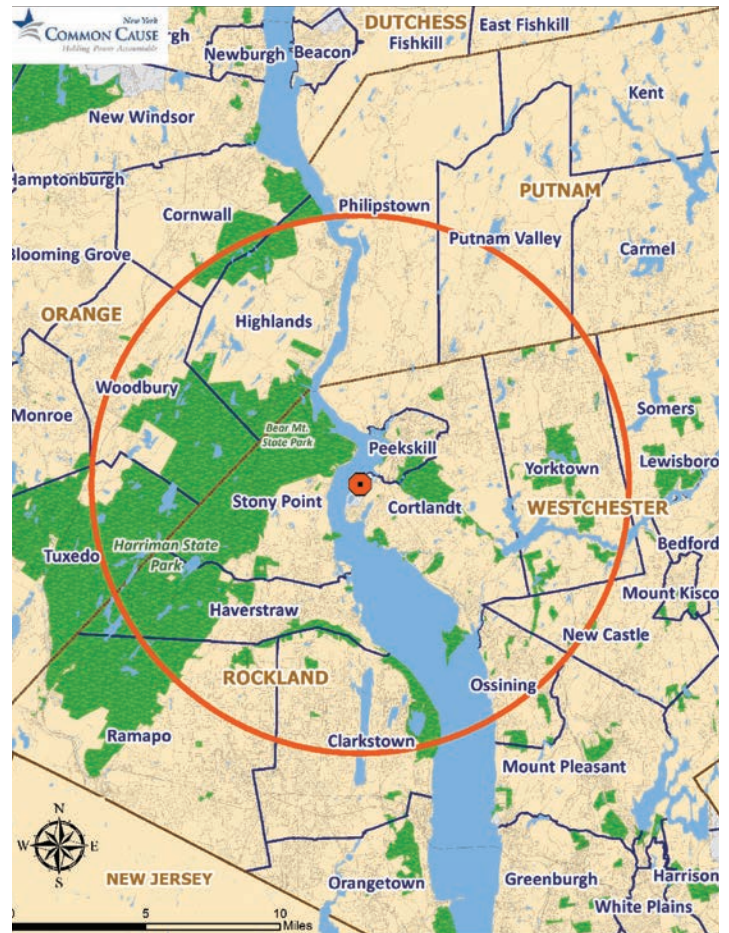 New York
COMMON CAUSE
Holding Power Accountable
DUTCHESS
East Fishkill
Fishkill
rgh
Newburgh
Beacon
Kent
New Windsor
Hamptonburgh
PUTNAM
Philipstown
Cornwall
Putnam Valley
Carmel
Blooming Grove
ORANGE
Highlands
Woodbury
Monroe
Somers
Bear Mt.
State Park
Peekskill
Yorktown
Lewisboro
Stony Point
Cortlandt
WESTCHESTER
Bedford
Tuxedo
Harriman State
Park
Mount Kisco
Haverstraw
New Castle
ROCKLAND
Ossining
Ramapo
Clarkstown
Mount Pleasant
N
W
E
S
NEW JERSEY
Orangetown
Greenburgh
Harrison
White Plains
0
5
10
Miles